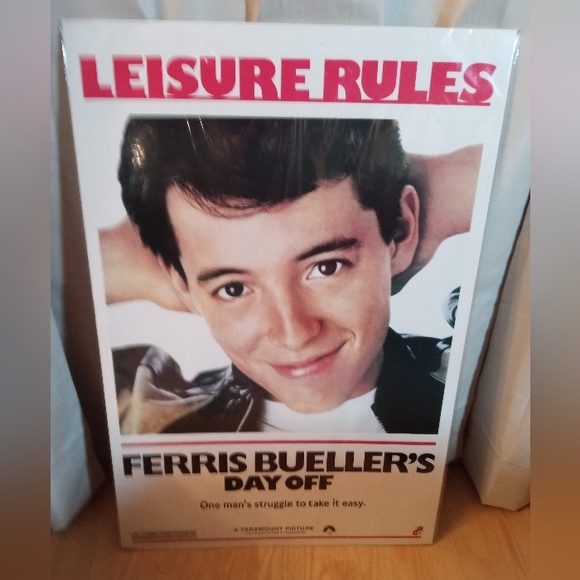 LEISURE RULES
FERRIS BUELLER'S
DAY OFF
One man's struggle to take it easy.
A PARAMOUNT PICTURE